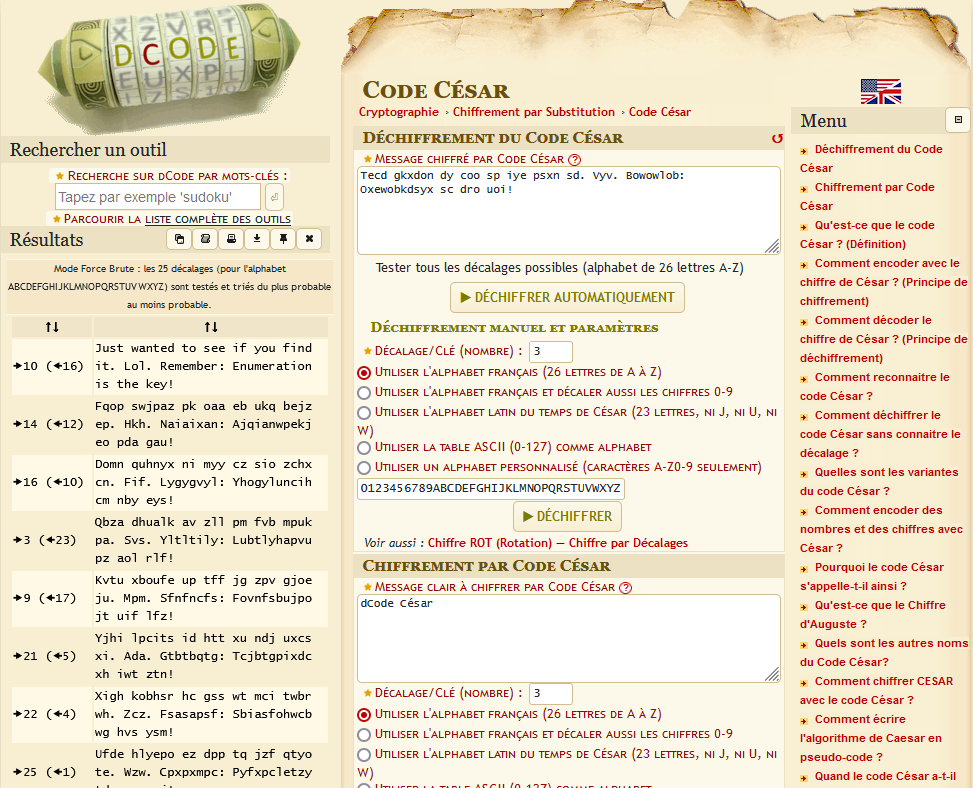 DCODE
Rechercher un outil
Recherche sur dCode par mots-clés :
Tapez par exemple 'sudoku'
Parcourir la liste complète des outils
Résultats
Mode Force Brute : les 25 décalages (pour l'alphabet
ABCDEFGHIJKLMNOPQRSTUVWXYZ) sont testés et triés du plus probable
au moins probable.
↑↓ ↑↓
➔10 (🡸16) Just wanted to see if you find
it. Lol. Remember: Enumeration
is the key!
➔14 (🡸12) Fqop swjpaz pk oaa eb ukq bejz
ep. Hkh. Naiaixan: Ajqianwpekj
eo pda gau!
➔16 (🡸10) Domn quhnyx ni myy cz sio zchx
cn. Fif. Lygygvyl: Yhogyluncih
cm nby eys!
➔3 (🡸23) Qbza dhualk av zll pm fvb mpuk
pa. Svs. Yltltily: Lubtlyhapvu
pz aol rlf!
➔9 (🡸17) Kvtu xboufe up tff jg zpv gjoe
ju. Mpm. Sfnfncfs: Fovnfsbujpo
jt uif lfz!
➔21 (🡸5) Yjhi lpcits id htt xu ndj uxcs
xi. Ada. Gtbtbqtg: Tcjbtgpixdc
xh iwt ztn!
➔22 (🡸4) Xigh kobhsr hc gss wt mci twbr
wh. Zcz. Fsasapsf: Sbiasfohwcb
wg hvs ysm!
➔25 (🡸1) Ufde hlyepo ez dpp tq jzf qtyo
te. Wzw. Cpxpxmpc: Pyfxpcletzy
Code César
Cryptographie › Chiffrement par Substitution › Code César
Déchiffrement du Code César
Message chiffré par Code César ?
Tecd gkxdon dy coo sp iye psxn sd. Vyv. Bowowlob:
Oxewobkdsyx sc dro uoi!
Tester tous les décalages possibles (alphabet de 26 lettres A-Z)
▶ DÉCHIFFRER AUTOMATIQUEMENT
Déchiffrement manuel et paramètres
Décalage/Clé (nombre) : 3
Utiliser l'alphabet français (26 lettres de A à Z)
Utiliser l'alphabet français et décaler aussi les chiffres 0-9
Utiliser l'alphabet latin du temps de César (23 lettres, ni J, ni U, ni
W)
Utiliser la table ASCII (0-127) comme alphabet
Utiliser un alphabet personnalisé (caractères A-Z0-9 seulement)
0123456789ABCDEFGHIJKLMNOPQRSTUVWXYZ
▶ DÉCHIFFRER
Voir aussi : Chiffre ROT (Rotation) — Chiffre par Décalages
Chiffrement par Code César
Message clair à chiffrer par Code César ?
dCode César
Décalage/Clé (nombre) : 3
Utiliser l'alphabet français (26 lettres de A à Z)
Utiliser l'alphabet français et décaler aussi les chiffres 0-9
Utiliser l'alphabet latin du temps de César (23 lettres, ni J, ni U, ni
W)
Utiliser la table ASCII (0-127) comme alphabet
Menu
Déchiffrement du Code
César
Chiffrement par Code
César
Qu'est-ce que le code
César ? (Définition)
Comment encoder avec le
chiffre de César ? (Principe de
chiffrement)
Comment décoder le
chiffre de César ? (Principe de
déchiffrement)
Comment reconnaitre le
code César ?
Comment déchiffrer le
code César sans connaitre le
décalage ?
Quelles sont les variantes
du code César ?
Comment encoder des
nombres et des chiffres avec
César ?
Pourquoi le code César
s'appelle-t-il ainsi ?
Qu'est-ce que le Chiffre
d'Auguste ?
Quels sont les autres noms
du Code César?
Comment chiffrer CESAR
avec le code César ?
Comment écrire
l'algorithme de Caesar en
pseudo-code ?
Quand le code César a-t-il